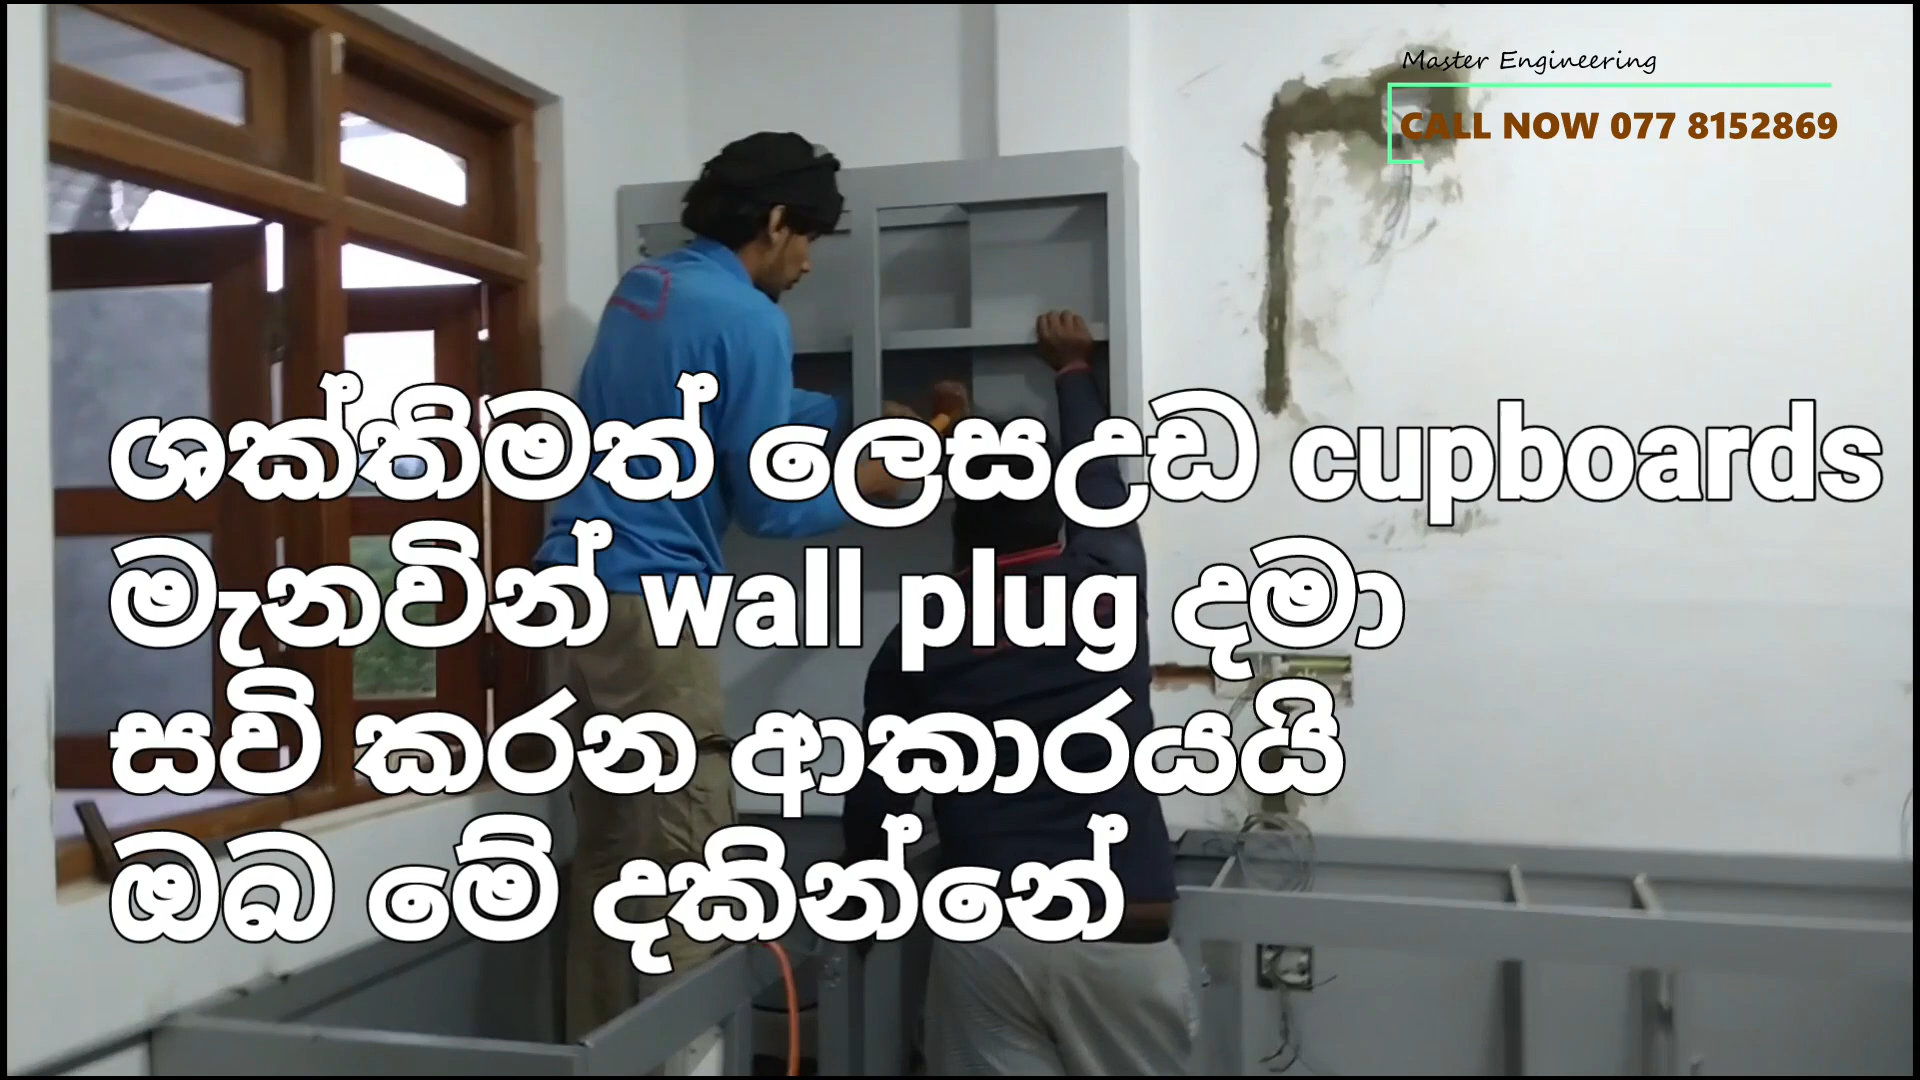 Master Engineering
CALL NOW 077 8152869
ශක්තිමත් ලෙසඋඩ cupboards
මැනවින් wall plug දමා
සවි කරන ආකාරයයි
ඔබ මේ දකින්නේ